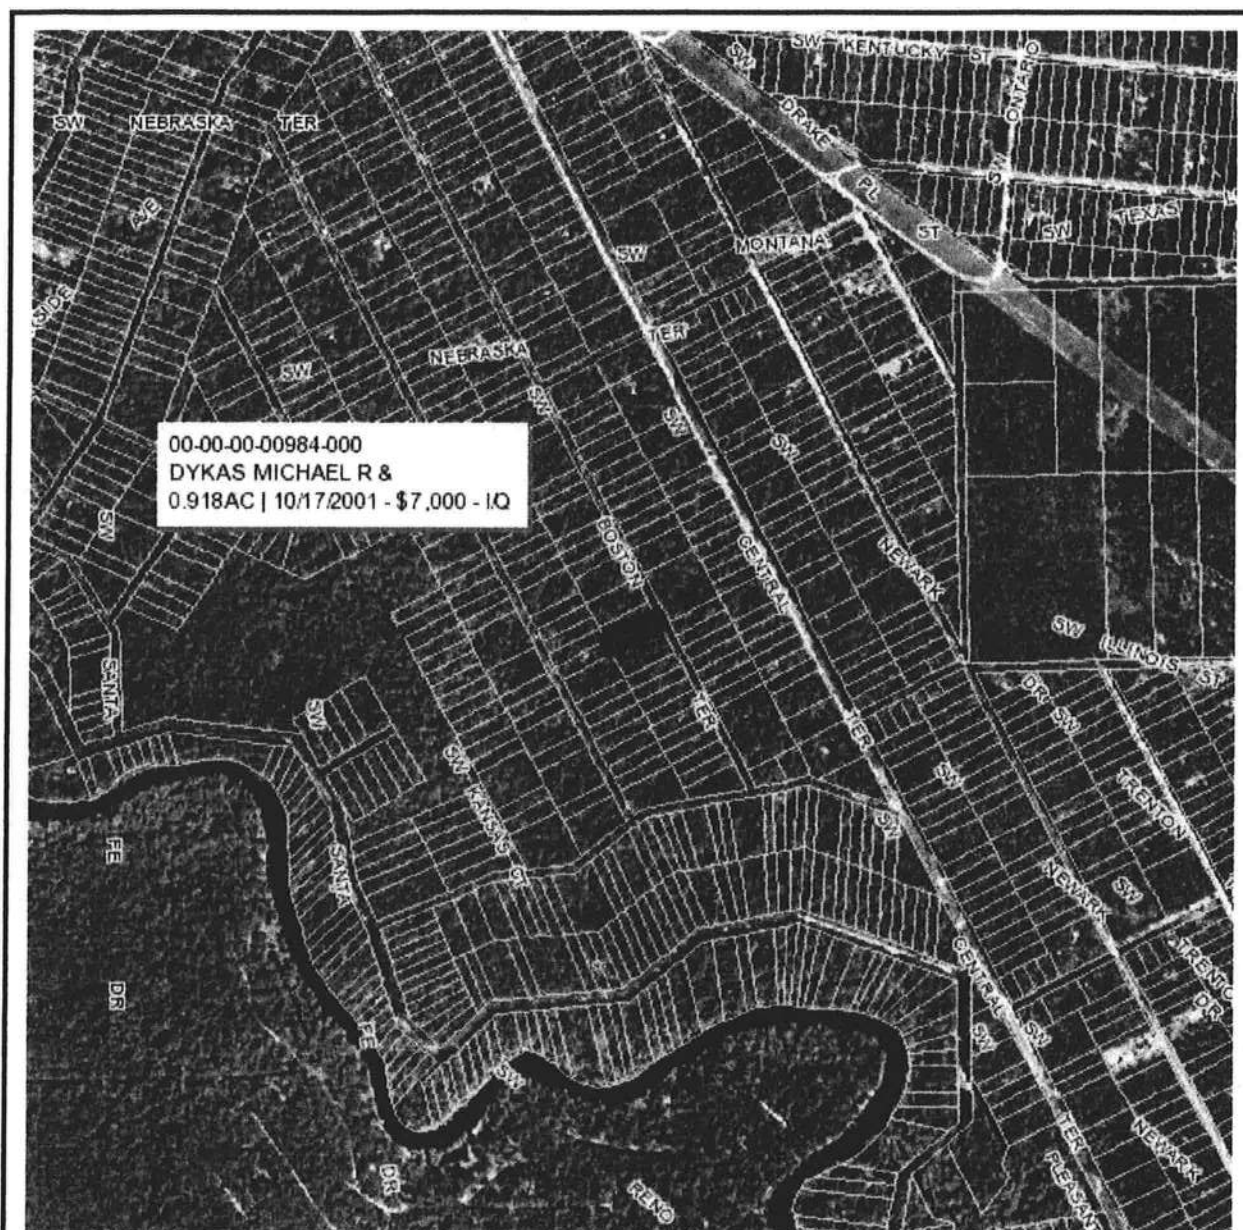 SW KENTUCKY ST
SW
DRAKE
PL
ST
ONTARIO
SW
SW NEBRASKA TER
AVE
SW
TEXAS
SW
MONTANA
TER
NEBRASKA
SW
SW
SW
SW
00-00-00-00984-000
DYKAS MICHAEL R &
0.918AC | 10/17/2001 - $7,000 - I/Q
SW
BOSTON
TER
CENTRAL
TER
NEWARK
SW ILLINOIS ST
SANTA
SW
SW KANSAS CT
DR
SW
SW
TRENTON
SW
FE
SANTA
NEWARK
SW
TRENTON
DR
DR
CENTRAL
FE
SW
SW
SW
TER
NEWARK
DR
RENO
PLEASAN